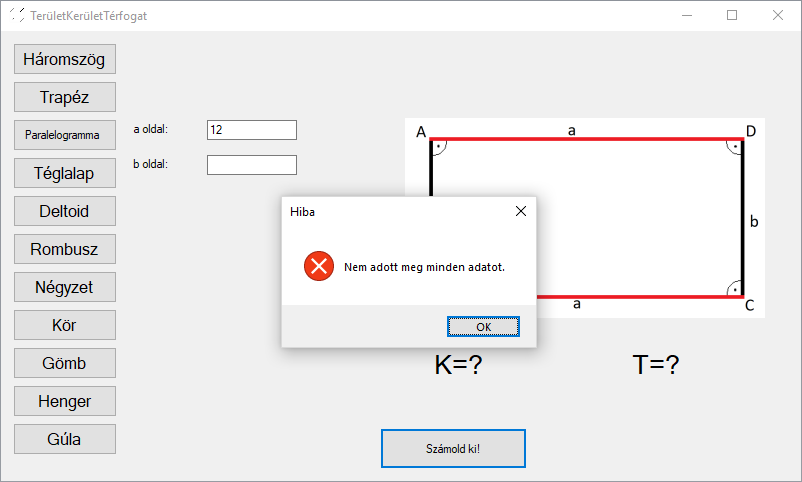 TerületKerületTérfogat
Háromszög
Trapéz
Paralelogramma
Téglalap
Deltoid
Rombusz
Négyzet
Kör
Gömb
Henger
Gúla
a oldal:
12
b oldal:
A
a
D
b
a
C
Hiba
Nem adott meg minden adatot.
OK
K=?
T=?
Számold ki!